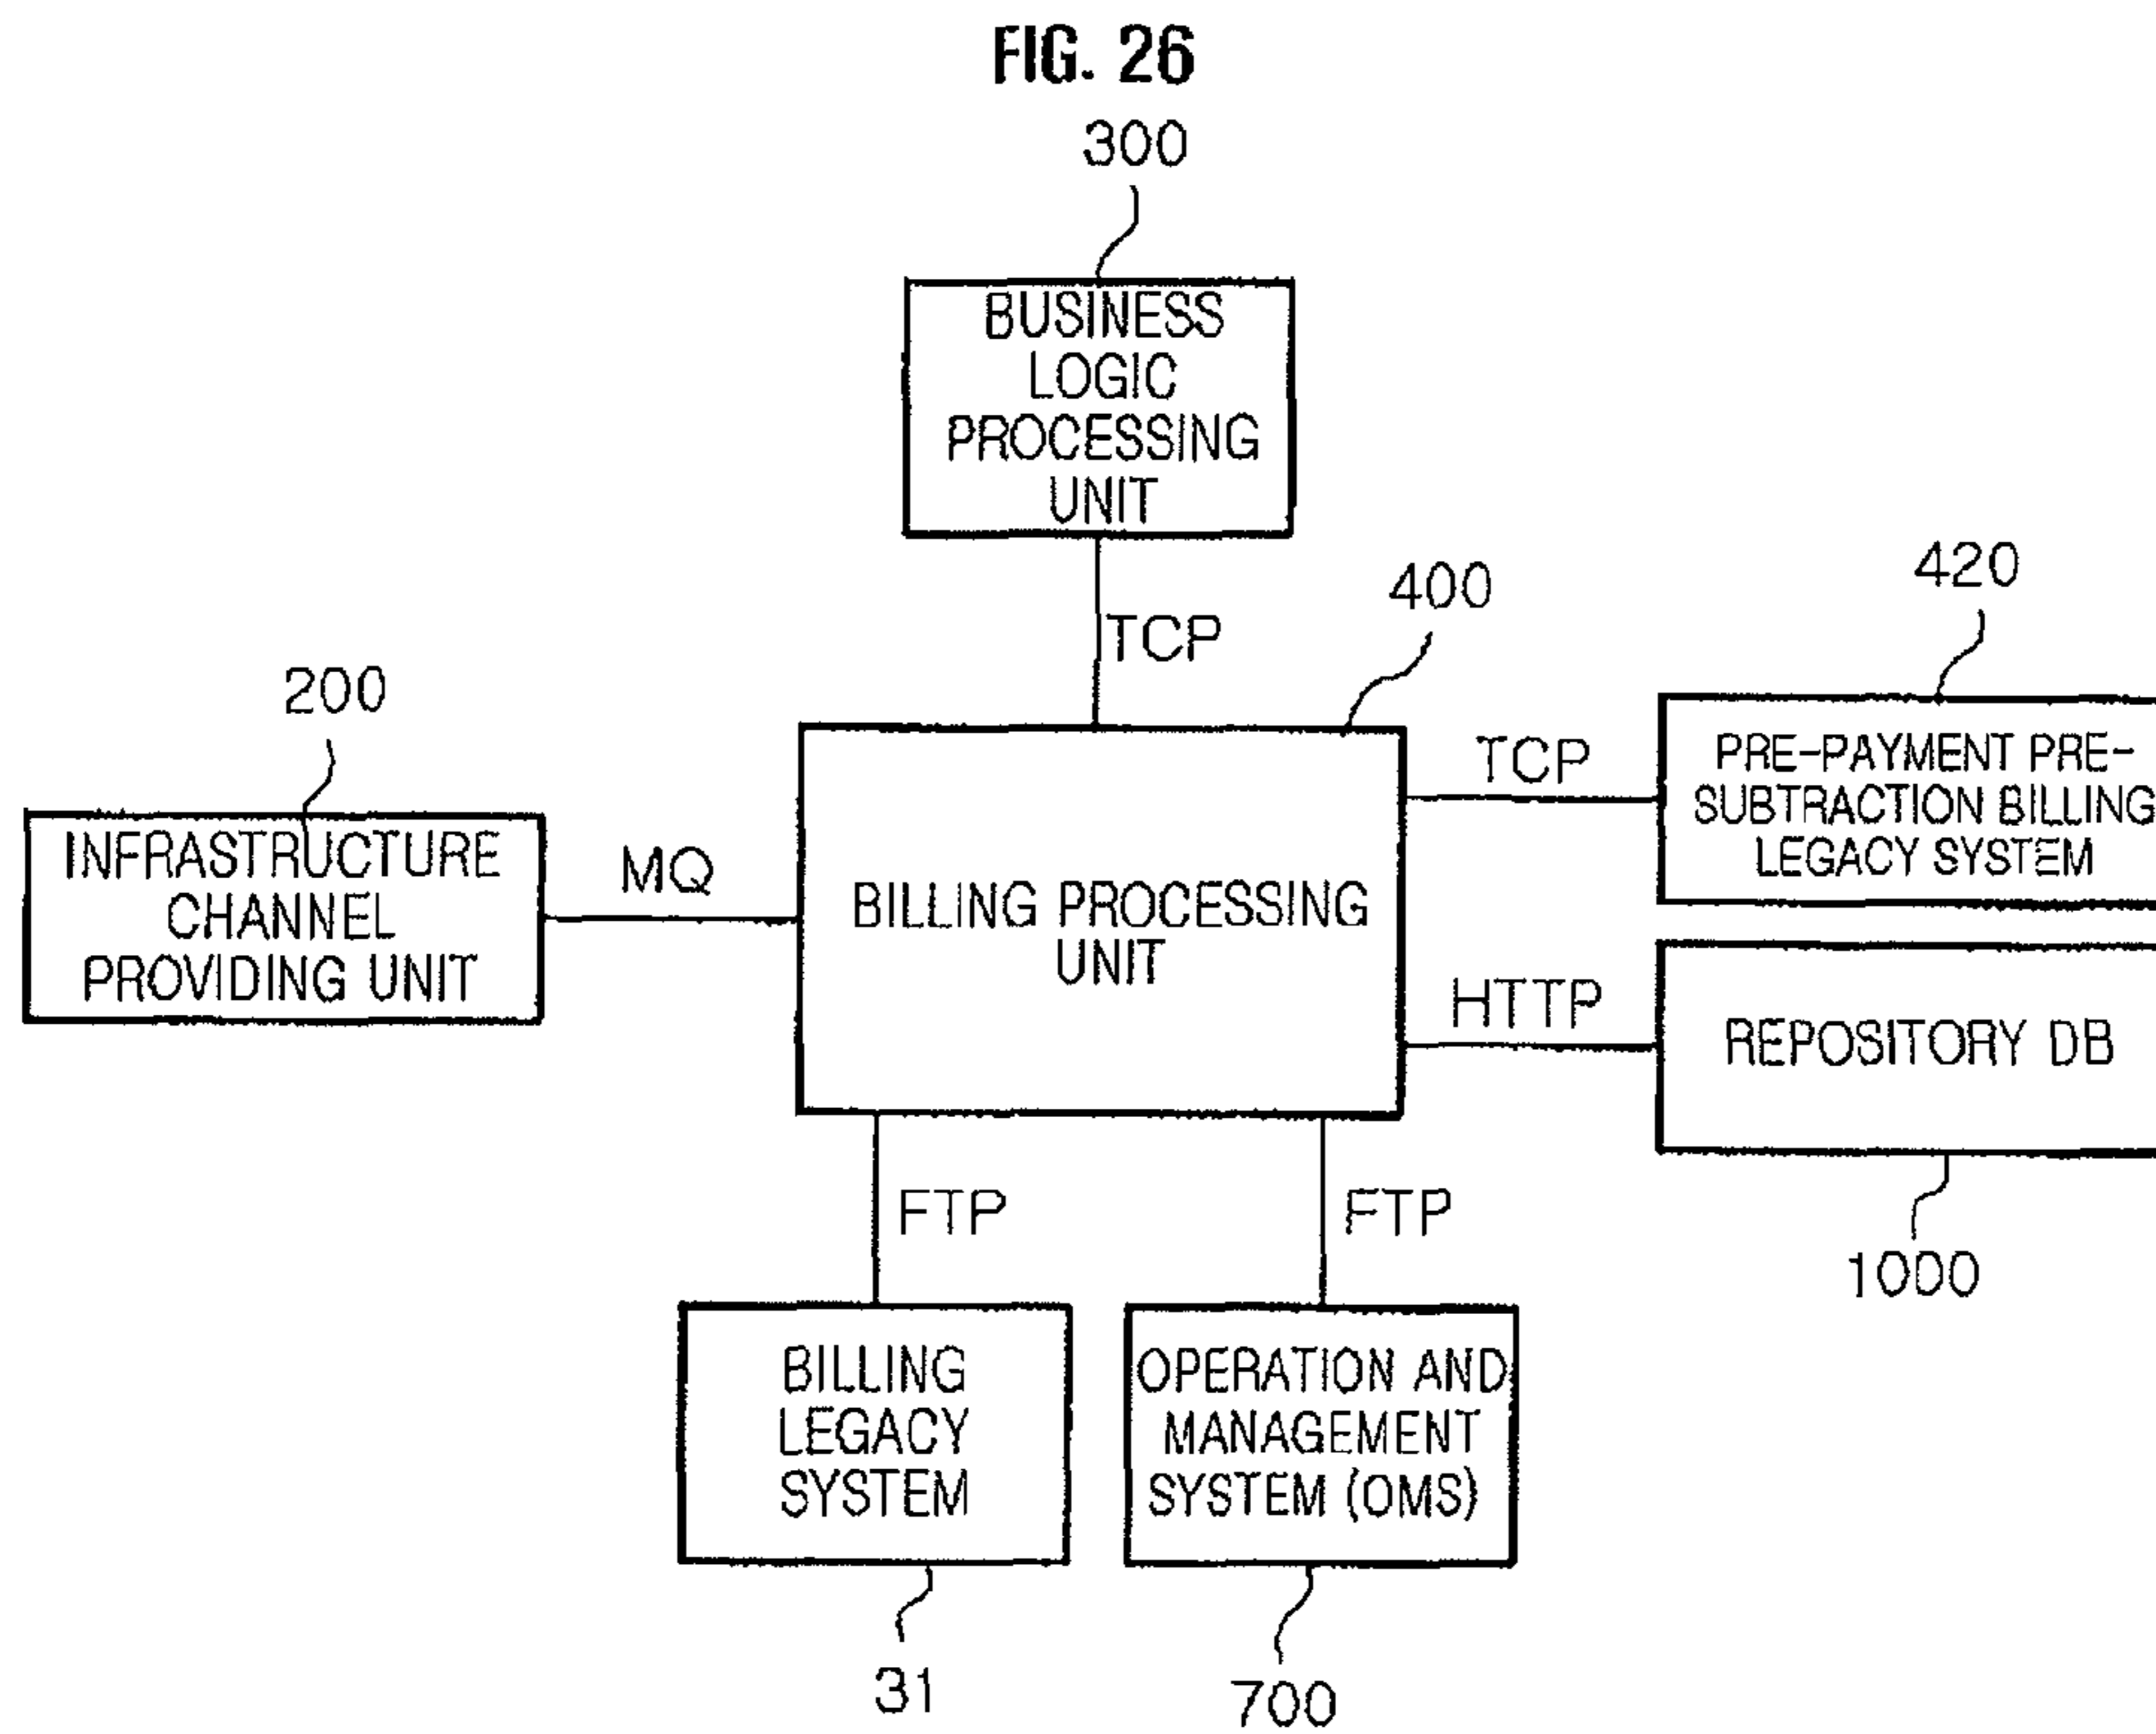 FIG. 26
300
BUSINESS
LOGIC
PROCESSING
UNIT
TCP
400
420
200
INFRASTRUCTURE
CHANNEL
PROVIDING UNIT
MQ
BILLING PROCESSING
UNIT
TCP
PRE-PAYMENT PRE-
SUBTRACTION BILLING
LEGACY SYSTEM
HTTP
REPOSITORY DB
1000
FTP
FTP
BILLING
LEGACY
SYSTEM
31
OPERATION AND
MANAGEMENT
SYSTEM (OMS)
700